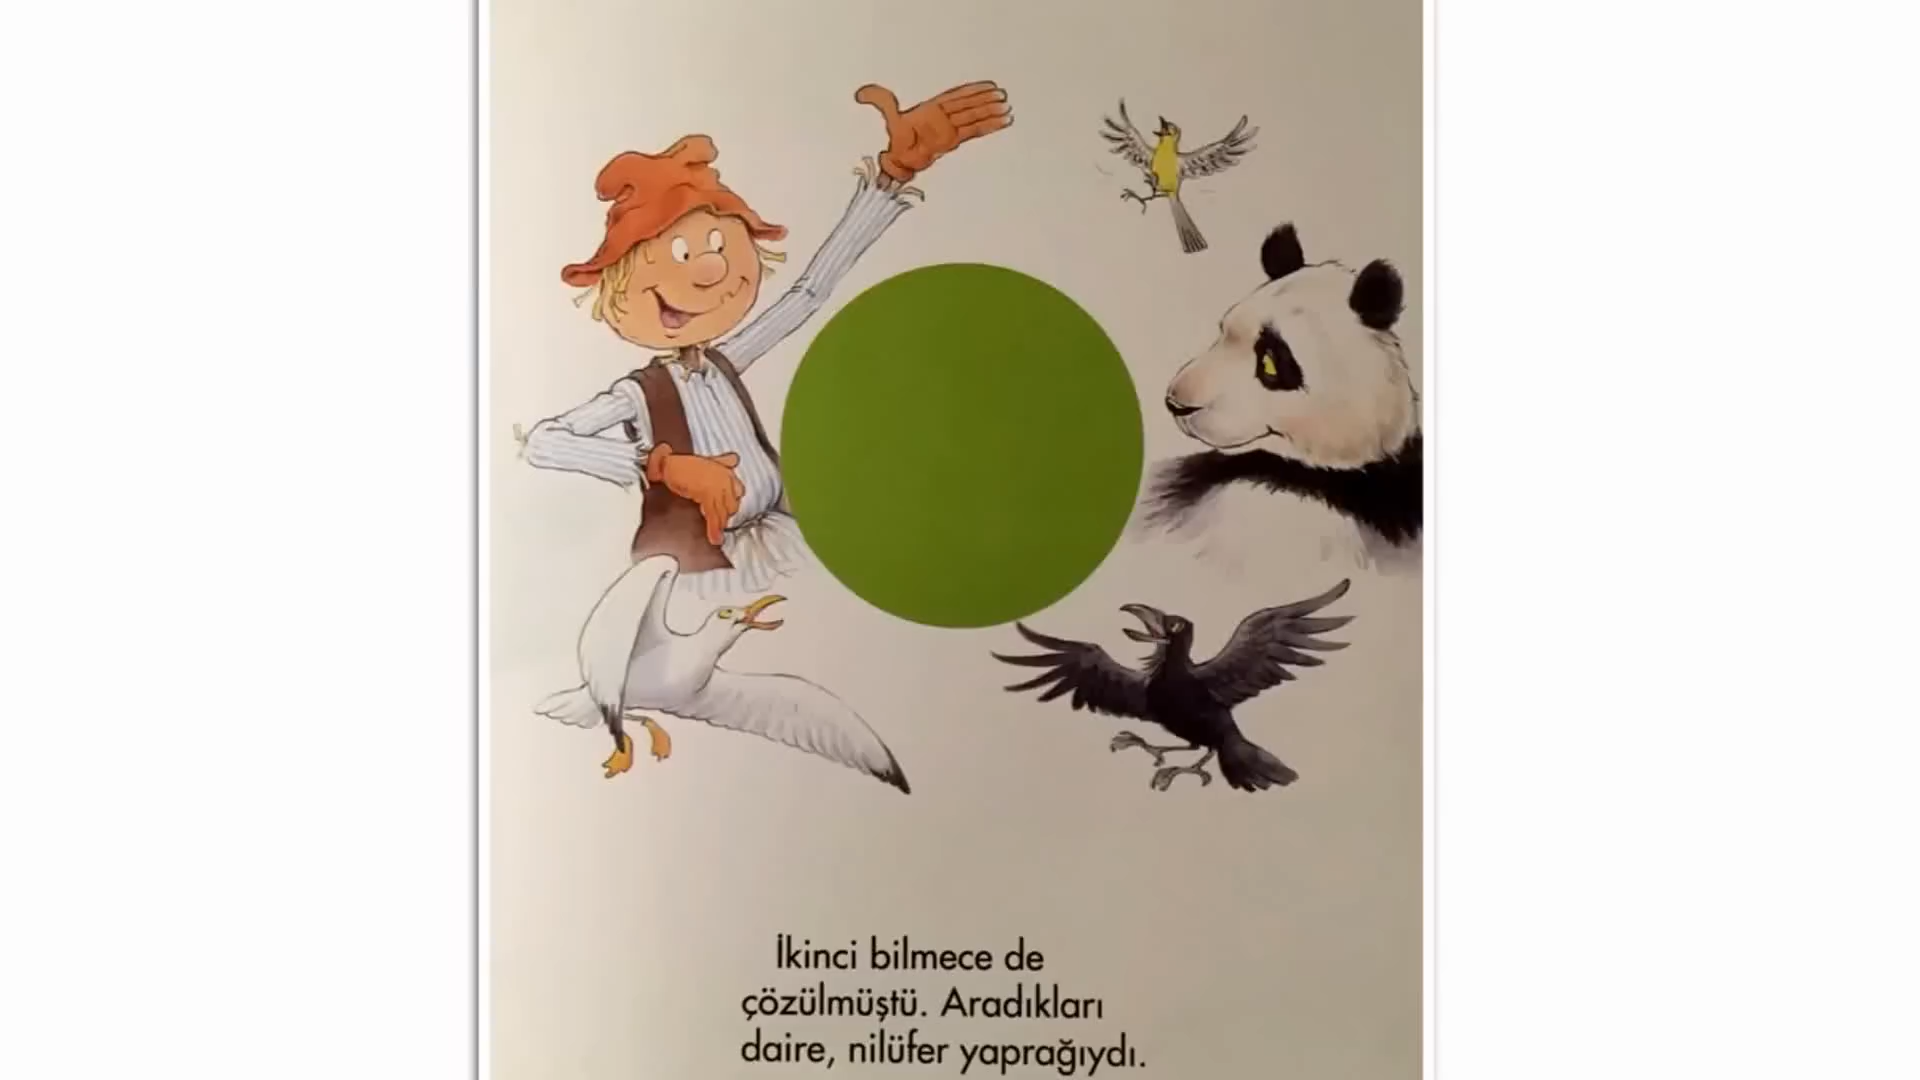 İkinci bilmece de
çözülmüştü. Aradıkları
daire, nilüfer yaprağıydı.